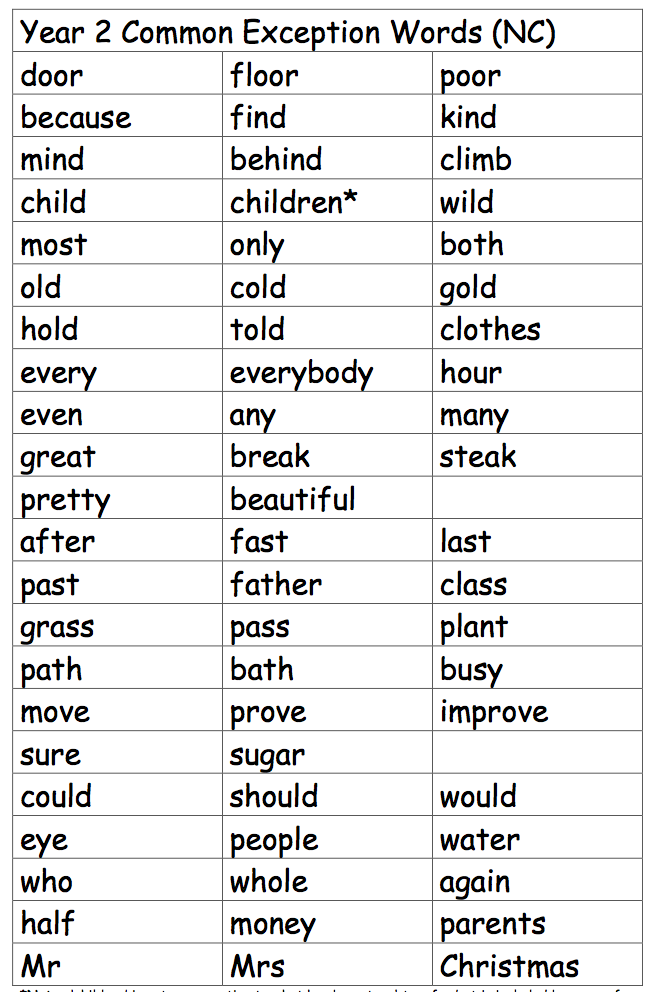 Year 2 Common Exception Words (NC)
door floor poor
because find kind
mind behind climb
child children* wild
most only both
old cold gold
hold told clothes
every everybody hour
even any many
great break steak
pretty beautiful
after fast last
past father class
grass pass plant
path bath busy
move prove improve
sure sugar
could should would
eye people water
who whole again
half money parents
Mr Mrs Christmas